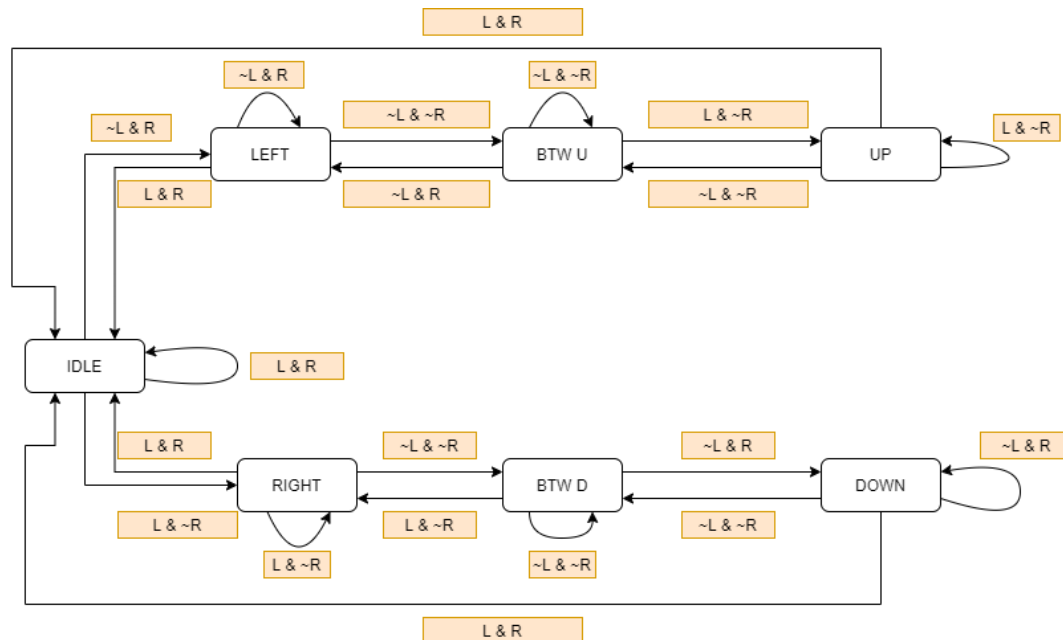 L & R
~L & R
~L & ~R
~L & R
~L & ~R
L & ~R
L & ~R
LEFT
BTW U
UP
L & R
~L & R
~L & ~R
IDLE
L & R
L & R
~L & ~R
~L & R
~L & R
RIGHT
BTW D
DOWN
L & ~R
L & ~R
~L & ~R
L & ~R
~L & ~R
L & R